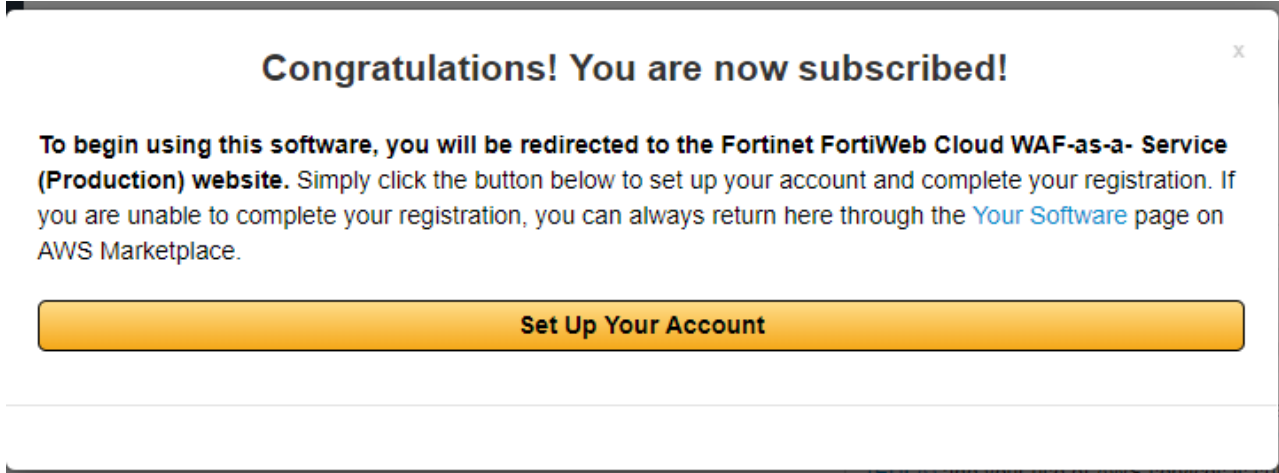 Congratulations! You are now subscribed!
x
To begin using this software, you will be redirected to the Fortinet FortiWeb Cloud WAF-as-a- Service
(Production) website. Simply click the button below to set up your account and complete your registration. If
you are unable to complete your registration, you can always return here through the Your Software page on
AWS Marketplace.
Set Up Your Account